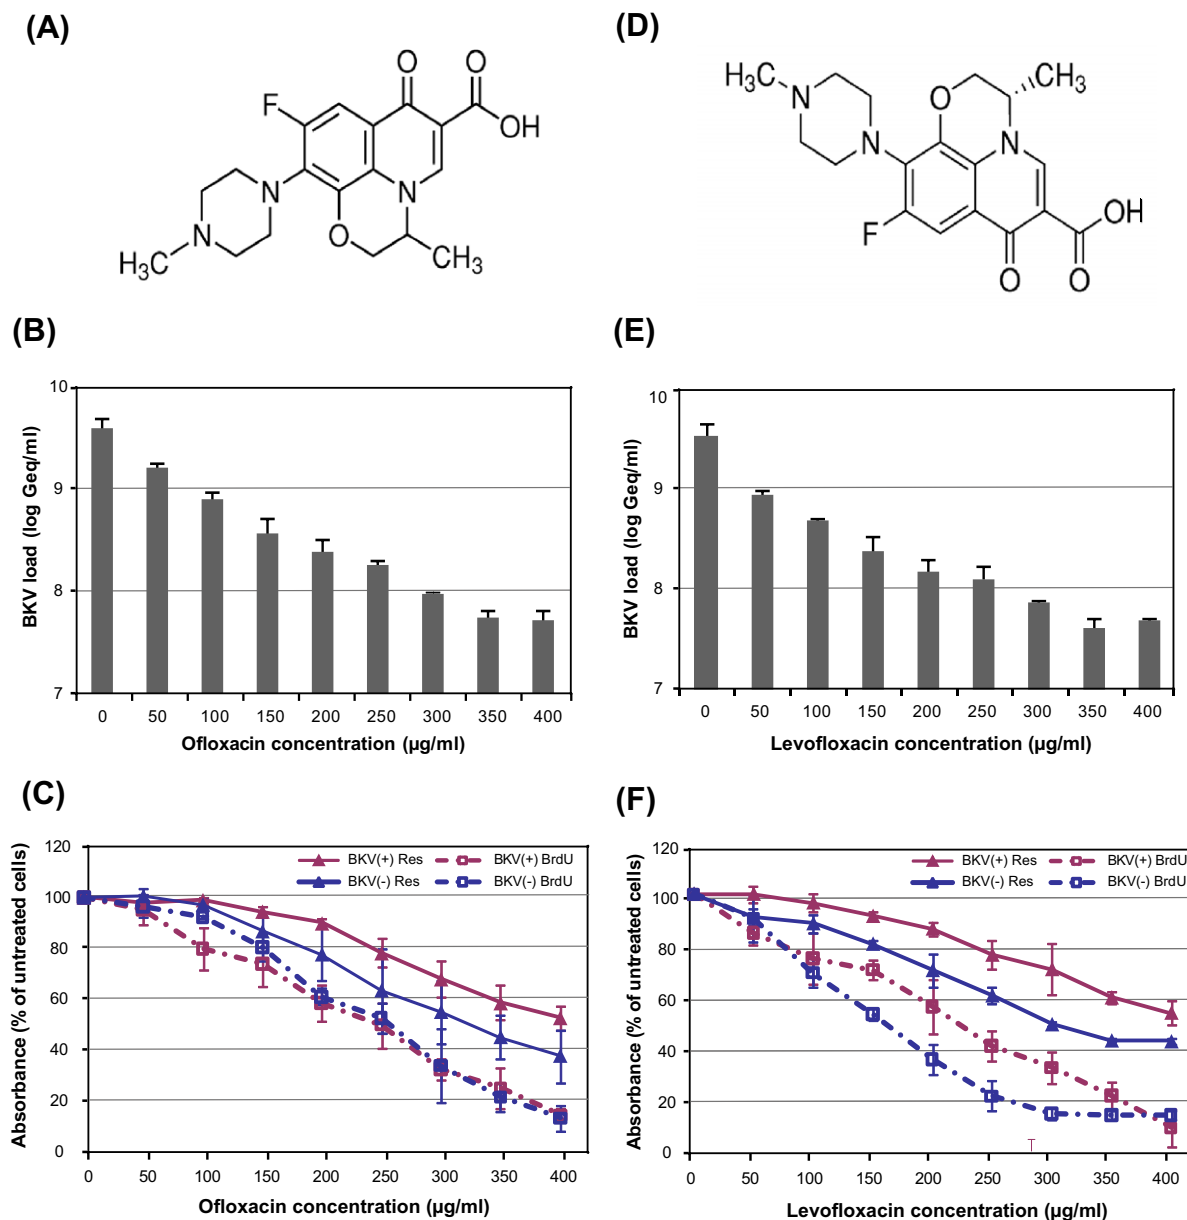 (A)
O
O
F
OH
N
N
N
O
H3C
CH3
(D)
H3C
N
N
O
CH3
N
F
O
O
OH
(B)
BKV load (log Geq/ml)
10
9
8
7
0 50 100 150 200 250 300 350 400
Ofloxacin concentration (µg/ml)
(E)
BKV load (log Geq/ml)
10
9
8
7
0 50 100 150 200 250 300 350 400
Levofloxacin concentration (µg/ml)
(C)
Absorbance (% of untreated cells)
120
100
80
60
40
20
0
BKV(+) Res BKV(+) BrdU
BKV(-) Res BKV(-) BrdU
0 50 100 150 200 250 300 350 400
Ofloxacin concentration (µg/ml)
(F)
Absorbance (% of untreated cells)
120
100
80
60
40
20
0
BKV(+) Res BKV(+) BrdU
BKV(-) Res BKV(-) BrdU
0 50 100 150 200 250 300 350 400
Levofloxacin concentration (µg/ml)